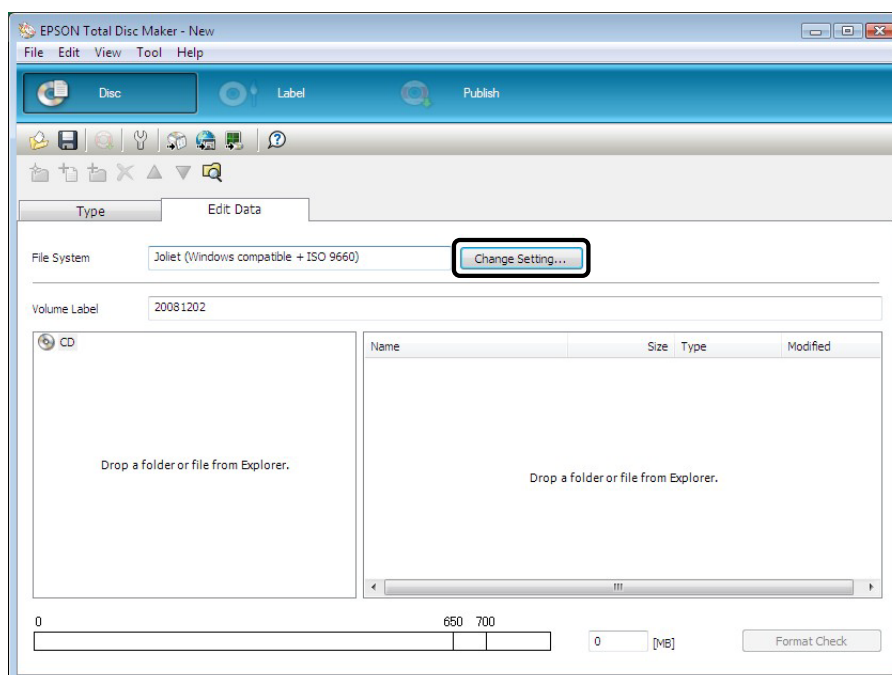 EPSON Total Disc Maker - New
File Edit View Tool Help
Disc Label Publish
Type Edit Data
File System Joliet (Windows compatible + ISO 9660) Change Setting...
Volume Label 20081202
CD Name Size Type Modified
Drop a folder or file from Explorer.
Drop a folder or file from Explorer.
0 650 700
0 [MB] Format Check